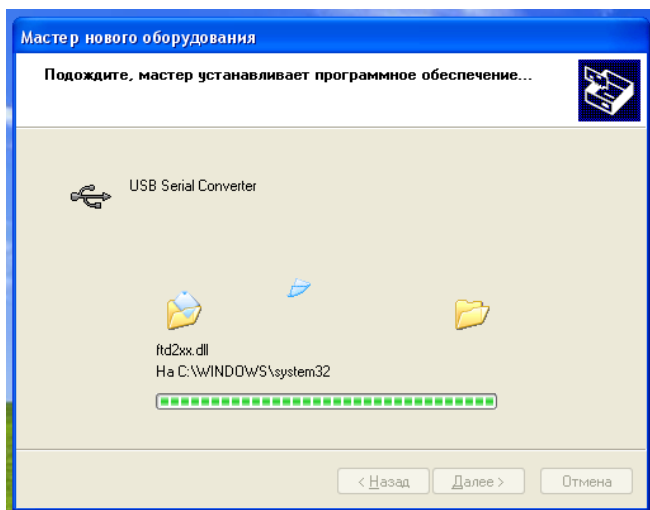 Мастер нового оборудования
Подождите, мастер устанавливает программное обеспечение...
USB Serial Converter
ftd2xx.dll
На C:\WINDOWS\system32
< Назад Далее > Отмена